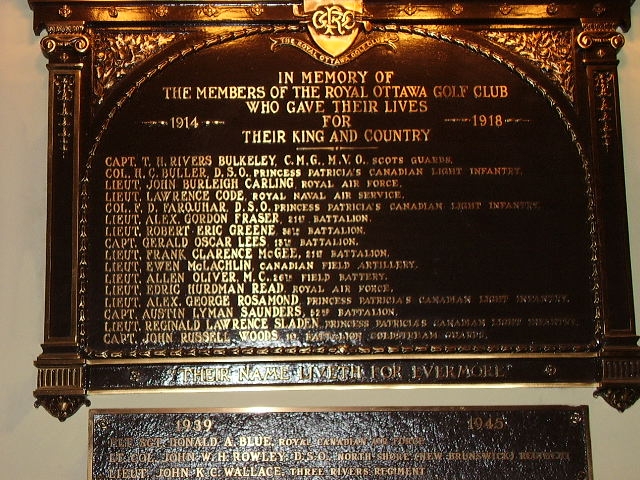 THE ROYAL OTTAWA GOLF CLUB
IN MEMORY OF
THE MEMBERS OF THE ROYAL OTTAWA GOLF CLUB
WHO GAVE THEIR LIVES
1914 FOR 1918
THEIR KING AND COUNTRY
CAPT. T. H. RIVERS BULKELEY, C.M.G., M.V.O. SCOTS GUARDS.
COL. H. C. BULLER, D.S.O. PRINCESS PATRICIA'S CANADIAN LIGHT INFANTRY.
LIEUT. JOHN BURLEIGH CARLING, ROYAL AIR FORCE.
LIEUT. LAWRENCE CODE, ROYAL NAVAL AIR SERVICE.
COL. F. D. FARQUHAR, D.S.O. PRINCESS PATRICIA'S CANADIAN LIGHT INFANTRY.
LIEUT. ALEX. GORDON FRASER, 21ST BATTALION.
LIEUT. ROBERT ERIC GREENE, BATTALION.
CAPT. GERALD OSCAR LEES, BATTALION.
LIEUT. FRANK CLARENCE McGEE, 21ST BATTALION.
LIEUT. EWEN McLACHLIN, CANADIAN FIELD ARTILLERY.
LIEUT. ALLEN OLIVER, M.C., 26TH FIELD BATTERY.
LIEUT. EDRIC HURDMAN READ, ROYAL AIR FORCE.
LIEUT. ALEX. GEORGE ROSAMOND, PRINCESS PATRICIA'S CANADIAN LIGHT INFANTRY.
CAPT. AUSTIN LYMAN SAUNDERS, BATTALION.
LIEUT. REGINALD LAWRENCE SLADEN, PRINCESS PATRICIA'S CANADIAN LIGHT INFANTRY.
CAPT. JOHN RUSSELL WOODS, BATTALION COLDSTREAM GUARDS.
THEIR NAME LIVETH FOR EVERMORE
1939 1945
FLT. SGT. DONALD A. BLUE, ROYAL CANADIAN AIR FORCE
LT. COL. JOHN W. H. ROWLEY, D.S.O. NORTH SHORE (NEW BRUNSWICK) REGIMENT
LIEUT. JOHN K.C. WALLACE, THREE RIVERS REGIMENT